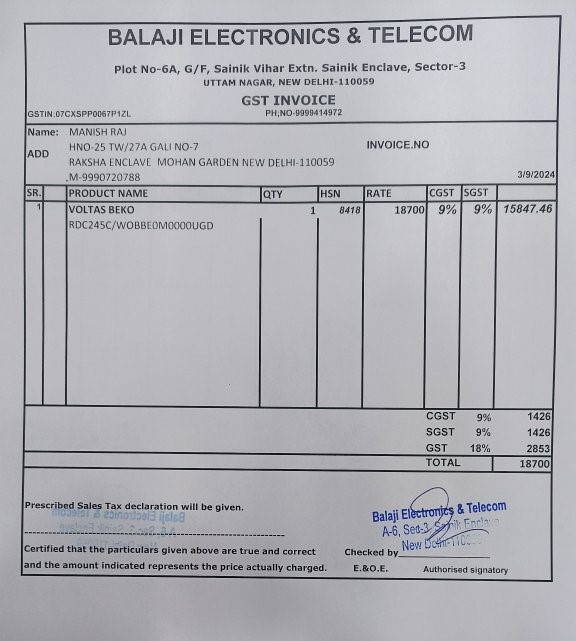 BALAJI ELECTRONICS & TELECOM
Plot No-6A, G/F, Sainik Vihar Extn. Sainik Enclave, Sector-3
UTTAM NAGAR, NEW DELHI-110059
GST INVOICE
GSTIN:07CXSPP0067P1ZL PH;NO-9999414972
Name: MANISH RAJ
ADD HNO-25 TW/27A GALI NO-7 INVOICE.NO
RAKSHA ENCLAVE MOHAN GARDEN NEW DELHI-110059
.M-9990720788 3/9/2024
SR. PRODUCT NAME QTY HSN RATE CGST SGST
1 VOLTAS BEKO 1 8418 18700 9% 9% 15847.46
RDC245C/WOBBE0M0000UGD
CGST 9% 1426
SGST 9% 1426
GST 18% 2853
TOTAL 18700
Prescribed Sales Tax declaration will be given.
Balaji Electronics & Telecom
A-6, Sec-3, Sainik Enclave
New Delhi-110
Certified that the particulars given above are true and correct Checked by
and the amount indicated represents the price actually charged. E.&O.E. Authorised signatory